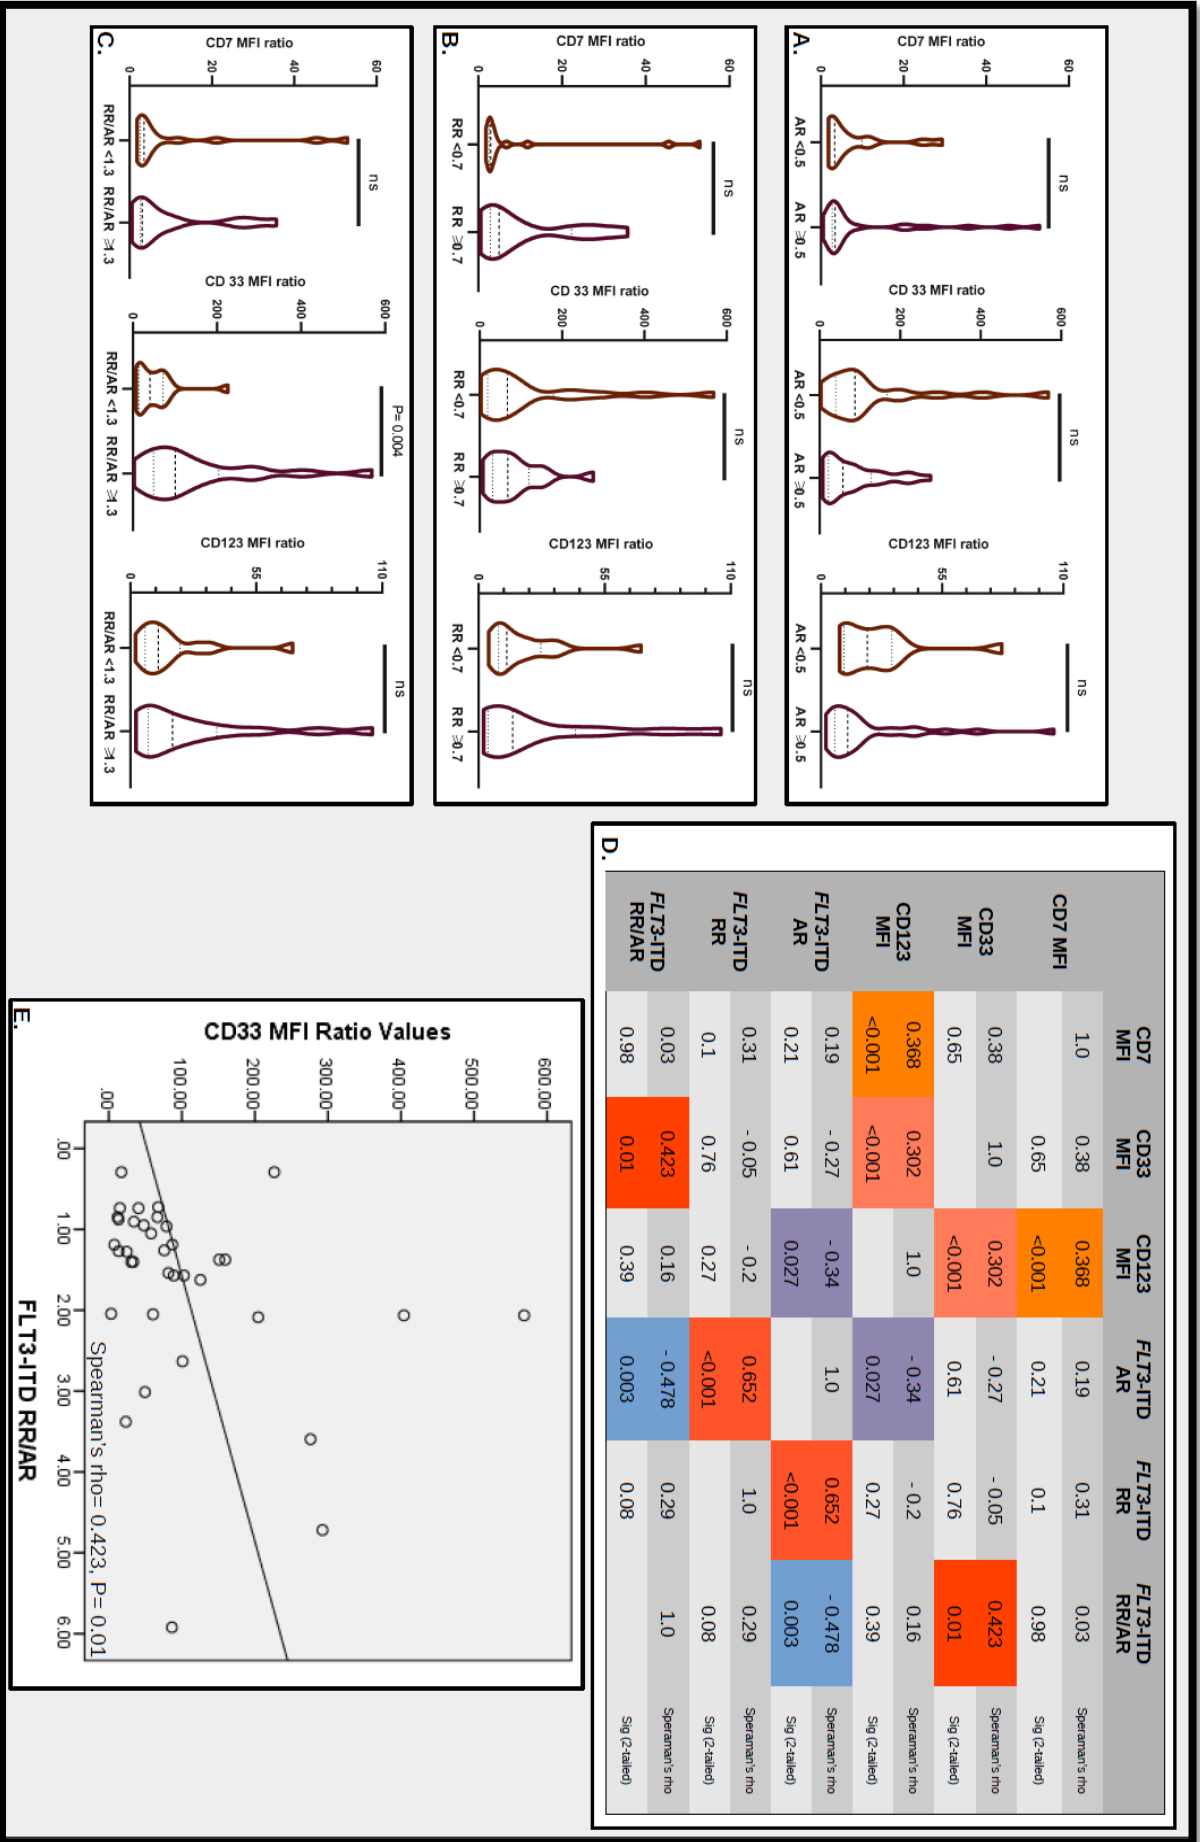 A.
CD7 MFI ratio
0
20
40
60
AR <0.5
AR ≥0.5
ns
CD 33 MFI ratio
0
200
400
600
AR <0.5
AR ≥0.5
ns
CD123 MFI ratio
0
55
110
AR <0.5
AR ≥0.5
ns
B.
CD7 MFI ratio
0
20
40
60
RR <0.7
RR ≥0.7
ns
CD 33 MFI ratio
0
200
400
600
RR <0.7
RR ≥0.7
ns
CD123 MFI ratio
0
55
110
RR <0.7
RR ≥0.7
ns
C.
CD7 MFI ratio
0
20
40
60
RR/AR <1.3
RR/AR ≥1.3
ns
CD 33 MFI ratio
0
200
400
600
RR/AR <1.3
RR/AR ≥1.3
P= 0.004
CD123 MFI ratio
0
55
110
RR/AR <1.3
RR/AR ≥1.3
ns
D.
CD7 MFI CD33 MFI CD123 MFI FLT3-ITD AR FLT3-ITD RR FLT3-ITD RR/AR
CD7 MFI 1.0 0.38 0.368 0.19 0.31 0.03 Speraman's rho
0.65 <0.001 0.21 0.1 0.98 Sig (2-tailed)
CD33 MFI 0.38 1.0 0.302 - 0.27 - 0.05 0.423 Speraman's rho
0.65 <0.001 0.61 0.76 0.01 Sig (2-tailed)
CD123 MFI 0.368 0.302 1.0 - 0.34 - 0.2 0.16 Speraman's rho
<0.001 <0.001 0.027 0.27 0.39 Sig (2-tailed)
FLT3-ITD AR 0.19 - 0.27 - 0.34 1.0 0.652 - 0.478 Speraman's rho
0.21 0.61 0.027 <0.001 0.003 Sig (2-tailed)
FLT3-ITD RR 0.31 - 0.05 - 0.2 0.652 1.0 0.29 Speraman's rho
0.1 0.76 0.27 <0.001 0.08 Sig (2-tailed)
FLT3-ITD RR/AR 0.03 0.423 0.16 - 0.478 0.29 1.0 Speraman's rho
0.98 0.01 0.39 0.003 0.08 Sig (2-tailed)
E.
CD33 MFI Ratio Values
600.00
500.00
400.00
300.00
200.00
100.00
.00
.00 1.00 2.00 3.00 4.00 5.00 6.00
Spearman's rho= 0.423, P= 0.01
FLT3-ITD RR/AR